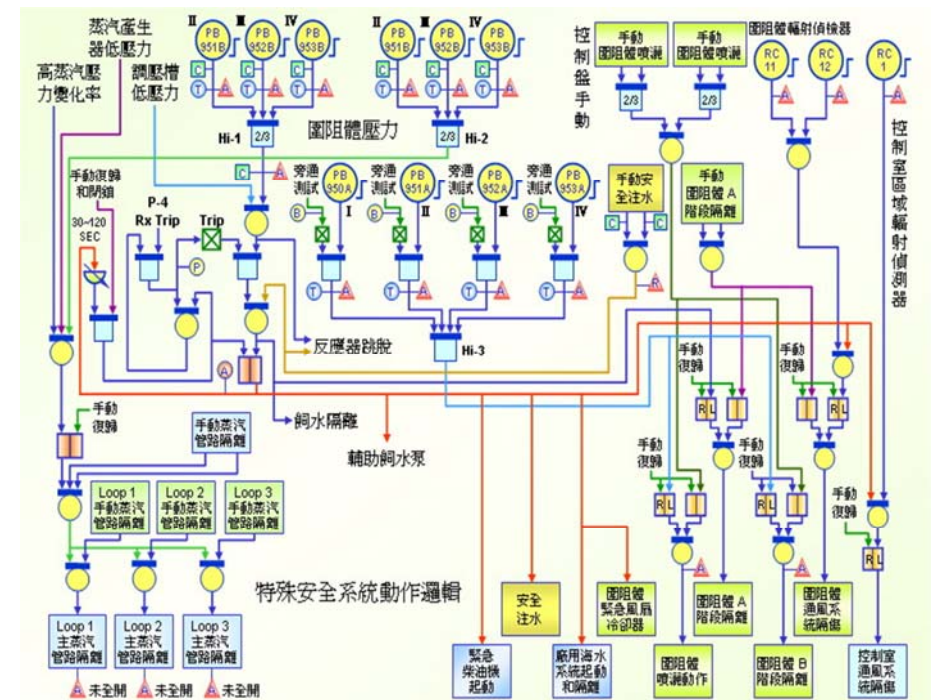 蒸汽產生
器低壓力
高蒸汽壓
力變化率
調壓槽
低壓力
II
III
IV
PB
951B
PB
952B
PB
953B
C
C
C
T
A
T
A
T
A
2/3
Hi-1
圍阻體壓力
II
III
IV
PB
951B
PB
952B
PB
953B
C
C
C
T
A
T
A
T
A
2/3
Hi-2
控制盤手動
手動
圍阻體噴灑
手動
圍阻體噴灑
2/3
2/3
圍阻體輻射偵檢器
RC
11
RC
12
RC
1
A
A
A
控制室區域輻射偵測器
手動復歸
和閉鎖
30~120
SEC
P-4
Rx Trip
Trip
P
C
A
旁通
測試
PB
950A
I
旁通
測試
PB
951A
II
旁通
測試
PB
952A
III
旁通
測試
PB
953A
IV
B
B
B
B
T
A
T
A
T
A
T
A
Hi-3
手動安
全注水
C
C
R
手動
圍阻體 A
階段隔離
反應器跳脫
A
飼水隔離
輔助飼水泵
手動
復歸
手動蒸汽
管路隔離
手動
復歸
手動
復歸
R L
R L
手動
復歸
手動
復歸
手動
復歸
R L
R L
R L
A
A
Loop 1
手動蒸汽
管路隔離
Loop 2
手動蒸汽
管路隔離
Loop 3
手動蒸汽
管路隔離
特殊安全系統動作邏輯
Loop 1
主蒸汽
管路隔離
Loop 2
主蒸汽
管路隔離
Loop 3
主蒸汽
管路隔離
A 未全開
A 未全開
A 未全開
安全
注水
圍阻體
緊急風扇
冷卻器
圍阻體 A
階段隔離
圍阻體
通風系
統隔傷
緊急
柴油機
起動
廠用海水
系統起動
和隔離
圍阻體
噴灑動作
圍阻體 B
階段隔離
控制室
通風系
統隔傷